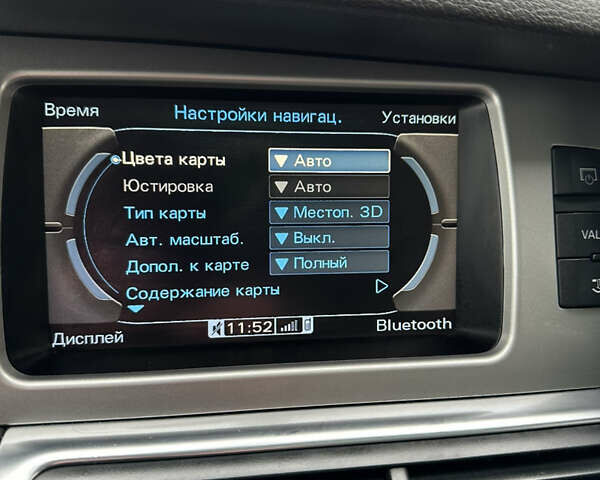 Время Настройки навигац. Установки
Цвета карты Авто
Юстировка Авто
Тип карты Местоп. 3D
Авт. масштаб. Выкл.
Допол. к карте Полный
Содержание карты
Дисплей 11:52 Bluetooth
VAL